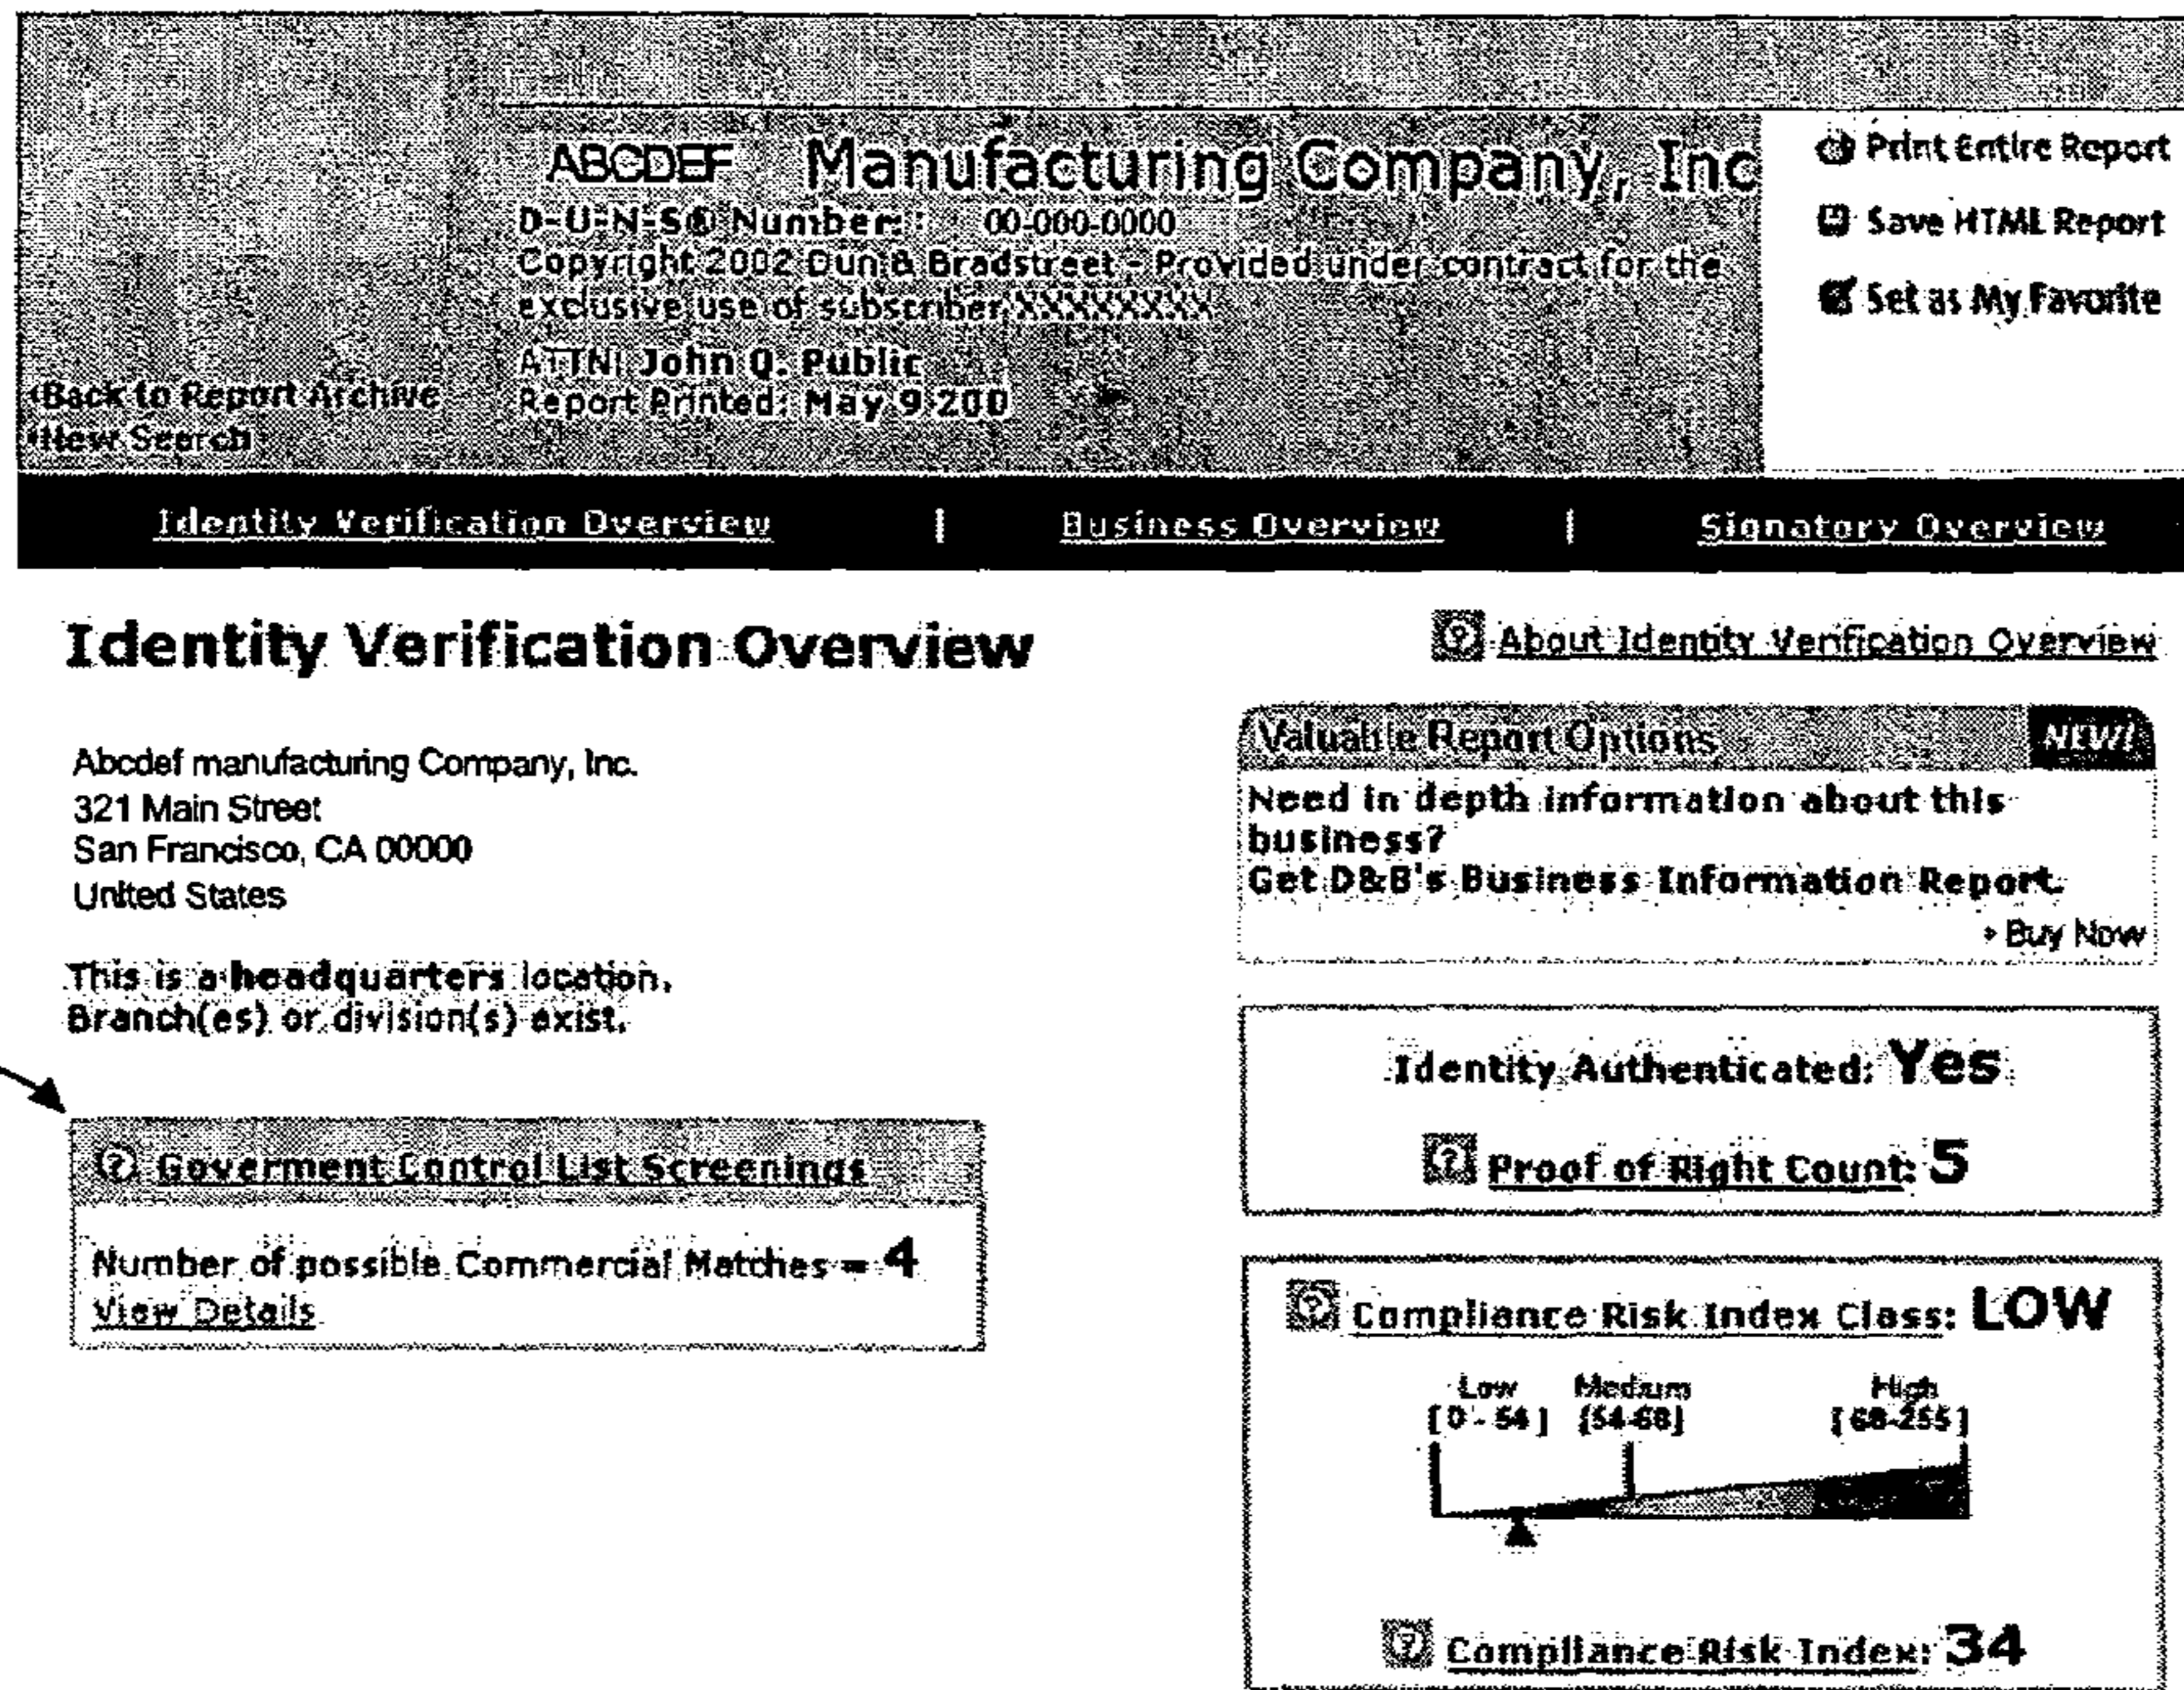 ABCDEF Manufacturing Company, Inc
D-U-N-S® Number: 00-000-0000
Copyright 2002 Dun & Bradstreet - Provided under contract for the
exclusive use of subscriber XXXXXXXX
ATTN: John Q. Public
Report Printed: May 9 200
Back to Report Archive
New Search
Print Entire Report
Save HTML Report
Set as My Favorite
Identity Verification Overview | Business Overview | Signatory Overview
Identity Verification Overview
About Identity Verification Overview
Abcdef manufacturing Company, Inc.
321 Main Street
San Francisco, CA 00000
United States
This is a headquarters location.
Branch(es) or division(s) exist.
Goverment Control List Screenings
Number of possible Commercial Matches = 4
View Details
Valuable Report Options NEW!
Need in depth information about this
business?
Get D&B's Business Information Report.
Buy Now
Identity Authenticated: Yes
Proof of Right Count: 5
Compliance Risk Index Class: LOW
Low Medium High
[0 - 54] [54-68] [68-255]
Compliance Risk Index: 34